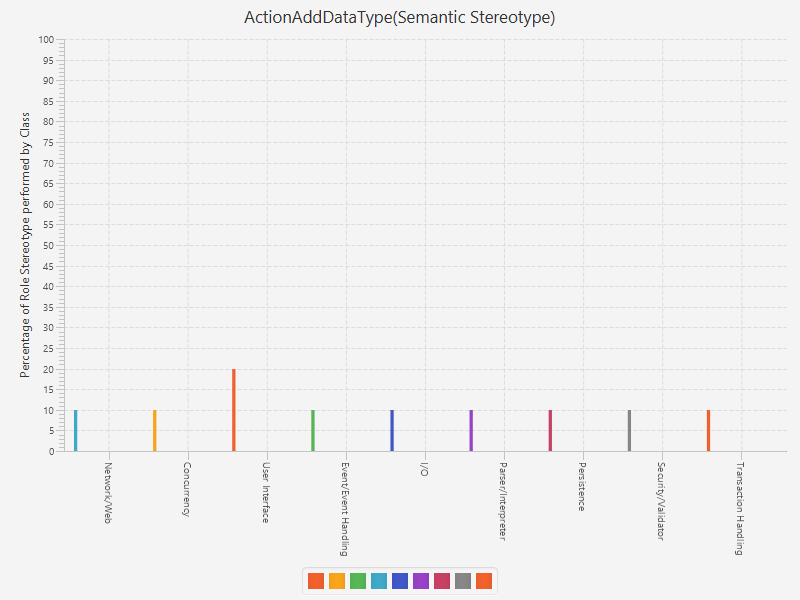 ActionAddDataType(Semantic Stereotype)
Percentage of Role Stereotype performed by Class
100
95
90
85
80
75
70
65
60
55
50
45
40
35
30
25
20
15
10
5
0
Network/Web
Concurrency
User Interface
Event/Event Handling
I/O
Parser/Interpreter
Persistence
Security/Validator
Transaction Handling